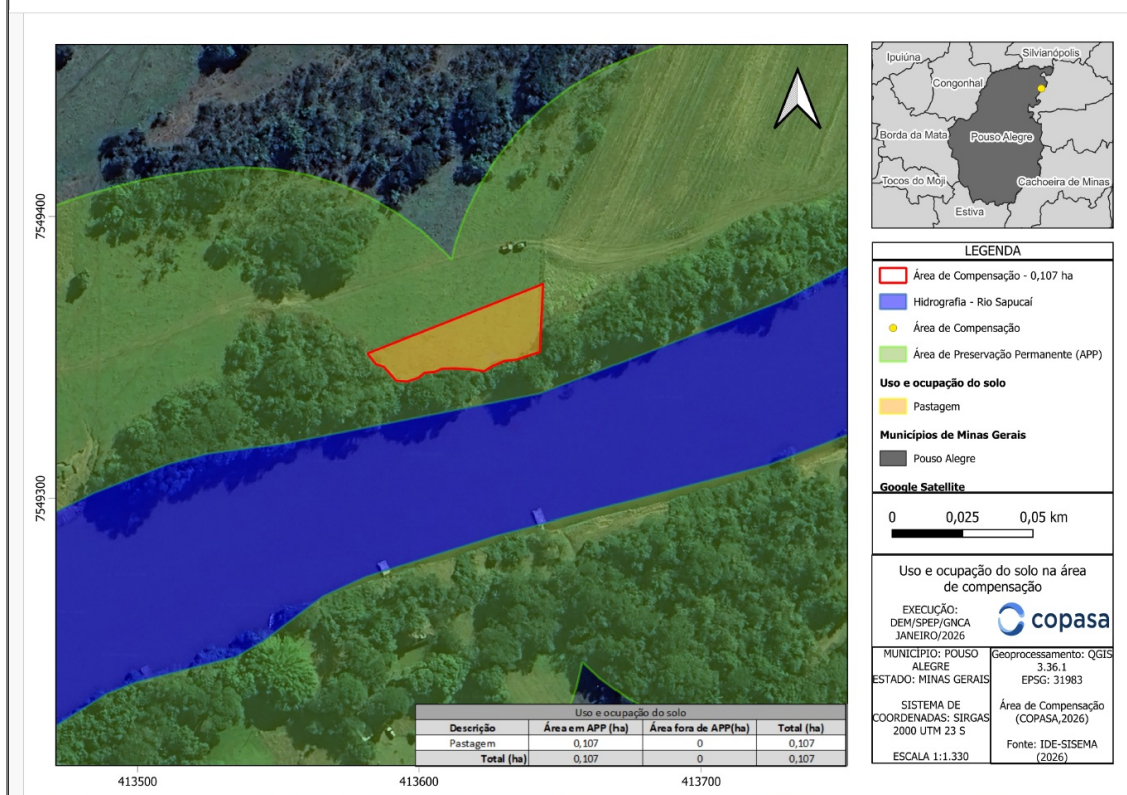 7549400
7549300
413500
413600
413700
Uso e ocupação do solo
Descrição Área em APP (ha) Área fora de APP(ha) Total (ha)
Pastagem 0,107 0 0,107
Total (ha) 0,107 0 0,107
Ipuiúna
Silvianópolis
Congonhal
Borda da Mata
Pouso Alegre
Tocos do Moji
Cachoeira de Minas
Estiva
LEGENDA
Área de Compensação - 0,107 ha
Hidrografia - Rio Sapucaí
Área de Compensação
Área de Preservação Permanente (APP)
Uso e ocupação do solo
Pastagem
Municípios de Minas Gerais
Pouso Alegre
Google Satellite
0 0,025 0,05 km
Uso e ocupação do solo na área
de compensação
EXECUÇÃO:
DEM/SPEP/GNCA
JANEIRO/2026
copasa
MUNICÍPIO: POUSO
ALEGRE
ESTADO: MINAS GERAIS
SISTEMA DE
COORDENADAS: SIRGAS
2000 UTM 23 S
ESCALA 1:1.330
Geoprocessamento: QGIS
3.36.1
EPSG: 31983
Área de Compensação
(COPASA,2026)
Fonte: IDE-SISEMA
(2026)